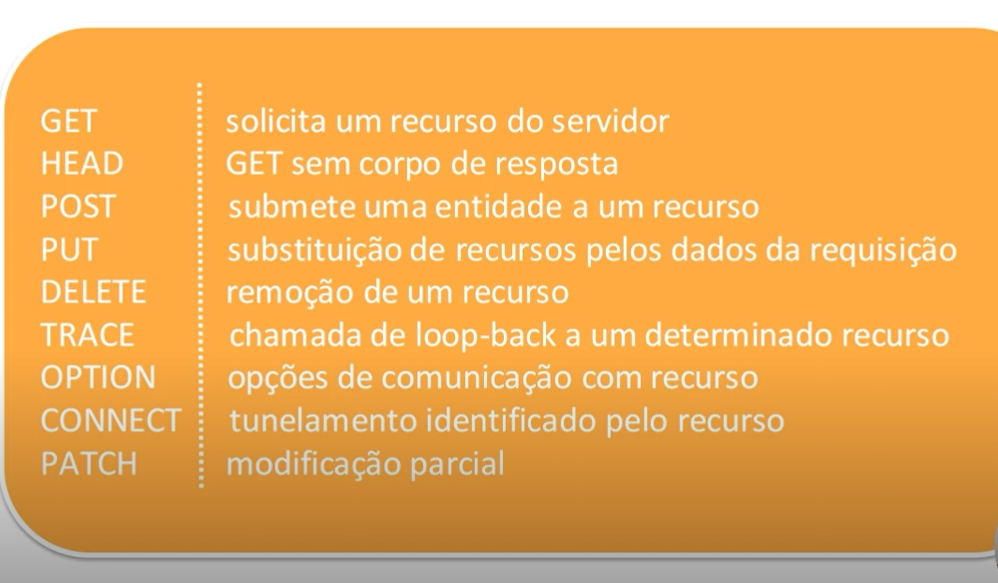 GET solicita um recurso do servidor
HEAD GET sem corpo de resposta
POST submete uma entidade a um recurso
PUT substituição de recursos pelos dados da requisição
DELETE remoção de um recurso
TRACE chamada de loop-back a um determinado recurso
OPTION opções de comunicação com recurso
CONNECT tunelamento identificado pelo recurso
PATCH modificação parcial